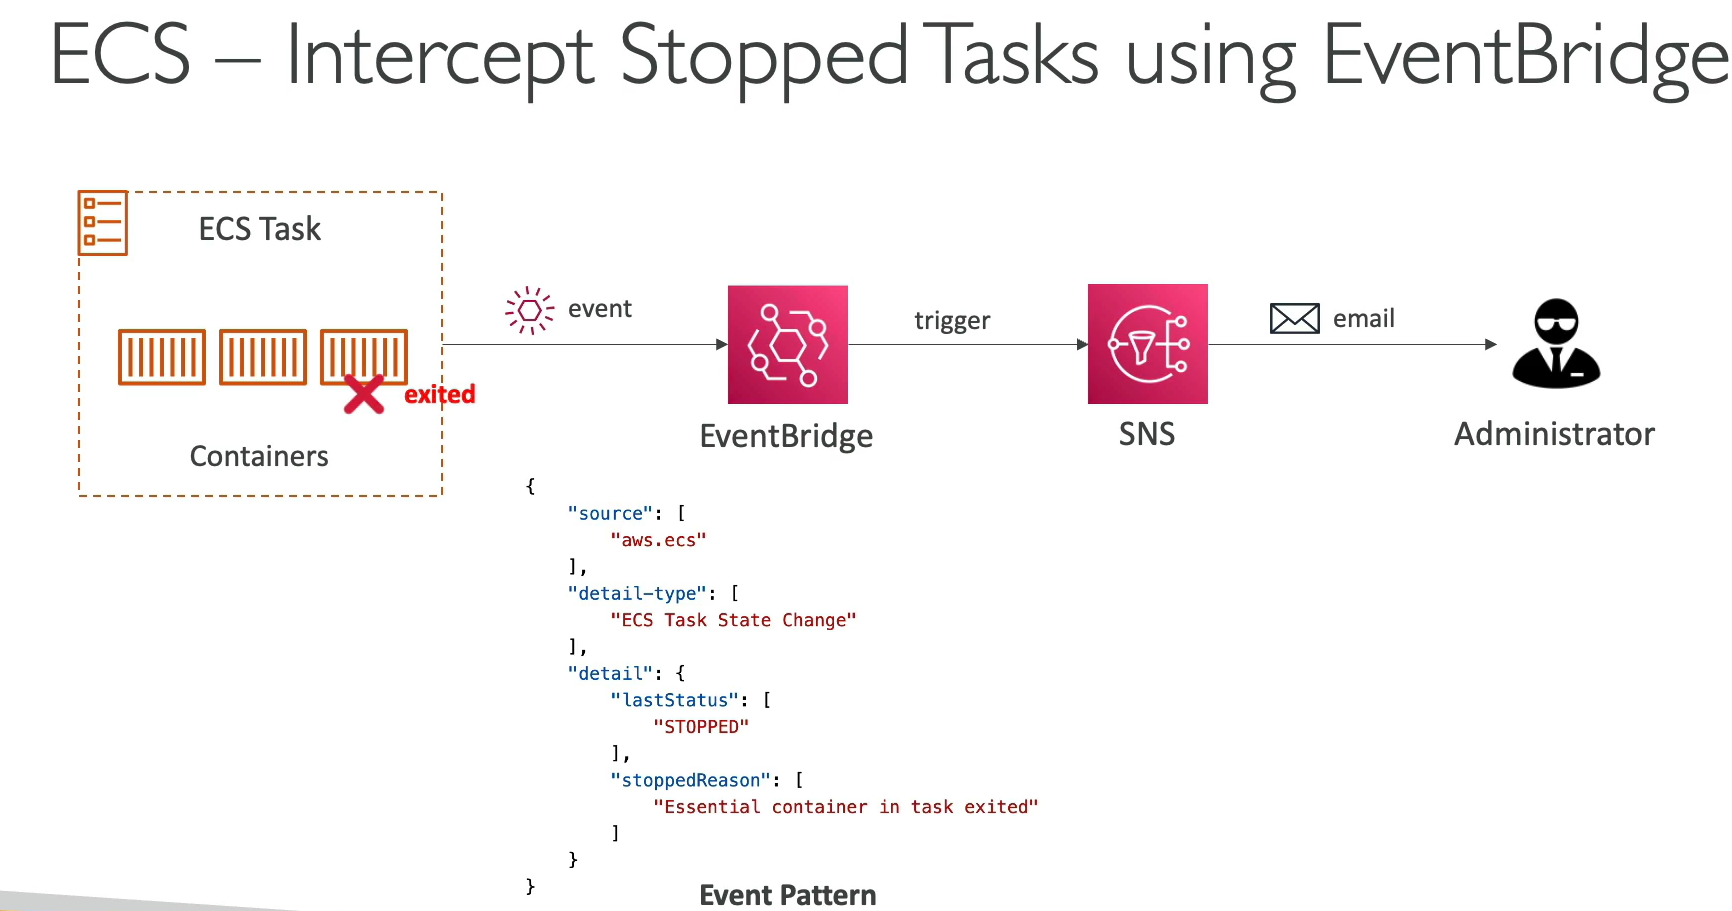 ECS – Intercept Stopped Tasks using EventBridge
ECS Task
event
trigger
email
exited
Containers
EventBridge
SNS
Administrator
{
    "source": [
        "aws.ecs"
    ],
    "detail-type": [
        "ECS Task State Change"
    ],
    "detail": {
        "lastStatus": [
            "STOPPED"
        ],
        "stoppedReason": [
            "Essential container in task exited"
        ]
    }
}
Event Pattern